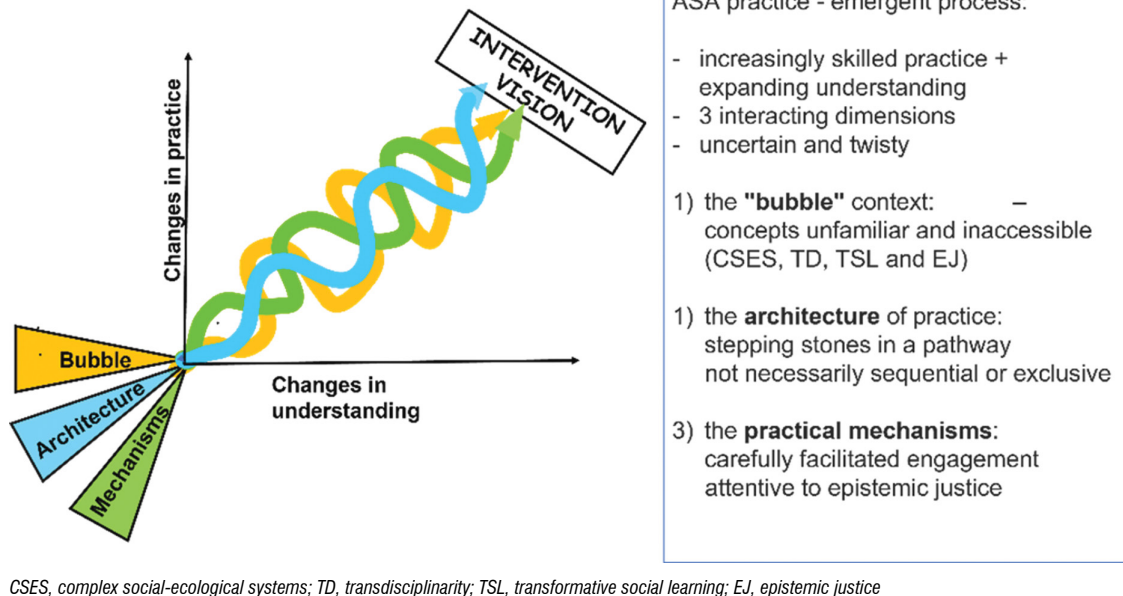 INTERVENTION
VISION
Changes in practice
Bubble
Architecture
Mechanisms
Changes in
understanding
ASA practice - emergent process:
- increasingly skilled practice +
expanding understanding
- 3 interacting dimensions
- uncertain and twisty
1) the "bubble" context: –
concepts unfamiliar and inaccessible
(CSES, TD, TSL and EJ)
1) the architecture of practice:
stepping stones in a pathway
not necessarily sequential or exclusive
3) the practical mechanisms:
carefully facilitated engagement
attentive to epistemic justice
CSES, complex social-ecological systems; TD, transdisciplinarity; TSL, transformative social learning; EJ, epistemic justice